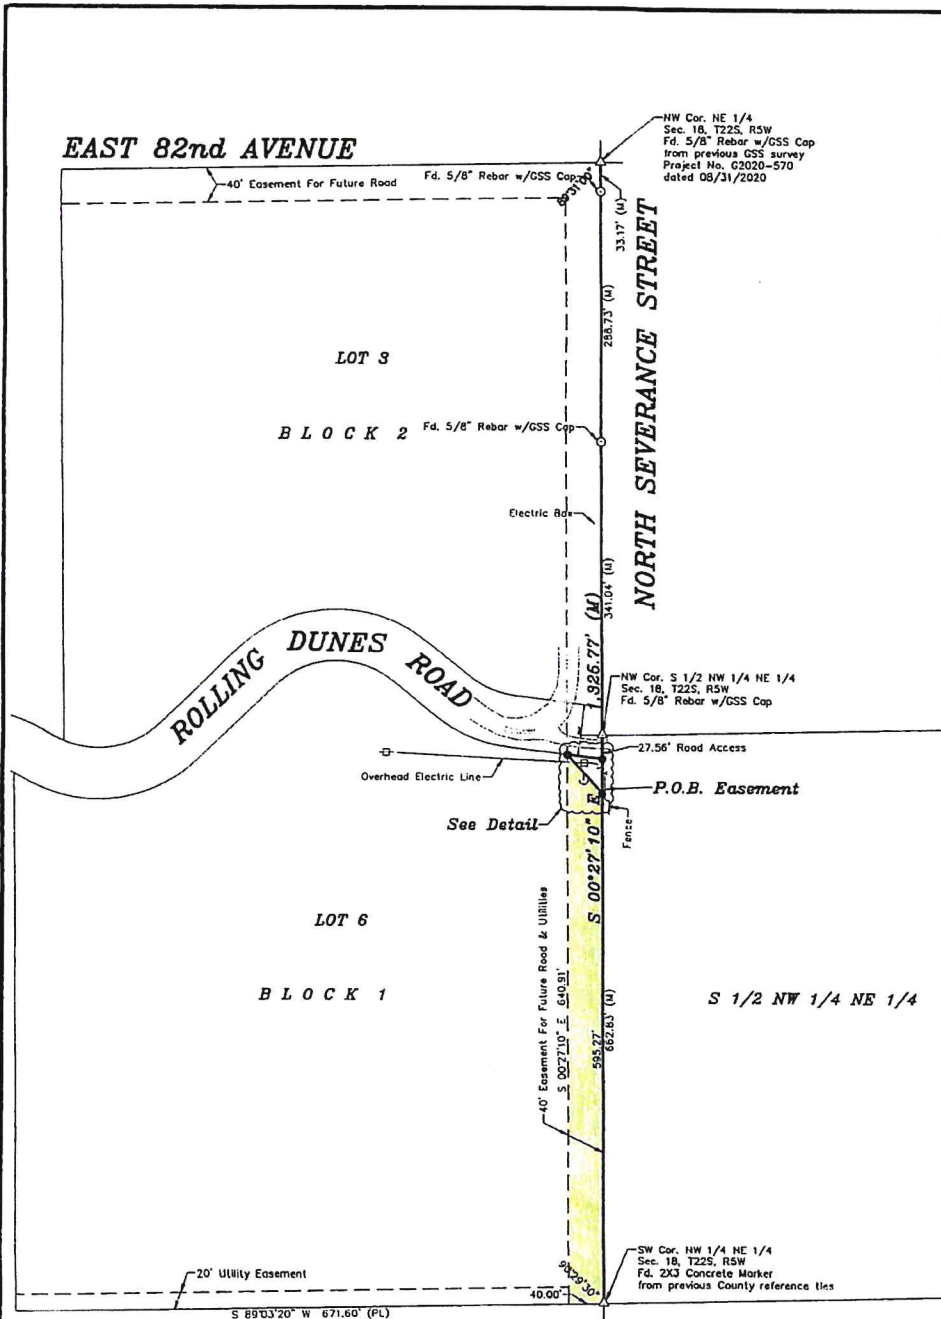 NW Cor. NE 1/4
Sec. 18, T22S, R5W
Fd. 5/8" Rebar w/GSS Cap
from previous GSS survey
Project No. G2020-570
dated 08/31/2020
EAST 82nd AVENUE
40' Easement For Future Road
Fd. 5/8" Rebar w/GSS Cap
89°31'00"
33.17' (M)
NORTH SEVERANCE STREET
288.73' (M)
LOT 3
BLOCK 2
Fd. 5/8" Rebar w/GSS Cap
Electric Box
341.04' (M)
1,325.77' (M)
ROLLING DUNES ROAD
NW Cor. S 1/2 NW 1/4 NE 1/4
Sec. 18, T22S, R5W
Fd. 5/8" Rebar w/GSS Cap
27.56' Road Access
Overhead Electric Line
P.O.B. Easement
See Detail
Fence
S 00°27'10" E
LOT 6
BLOCK 1
40' Easement For Future Road & Utilities
S 00°27'10" E 640.91'
595.27'
662.83' (M)
S 1/2 NW 1/4 NE 1/4
SW Cor. NW 1/4 NE 1/4
Sec. 18, T22S, R5W
Fd. 2X3 Concrete Marker
from previous County reference ties
20' Utility Easement
90°29'30"
40.00'
S 89°03'20" W 671.60' (PL)